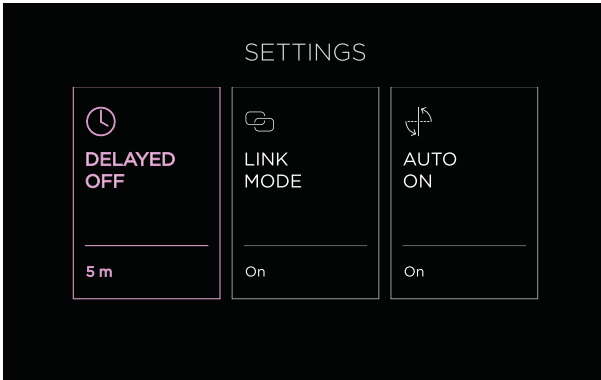 SETTINGS
DELAYED
OFF
5 m
LINK
MODE
On
AUTO
ON
On